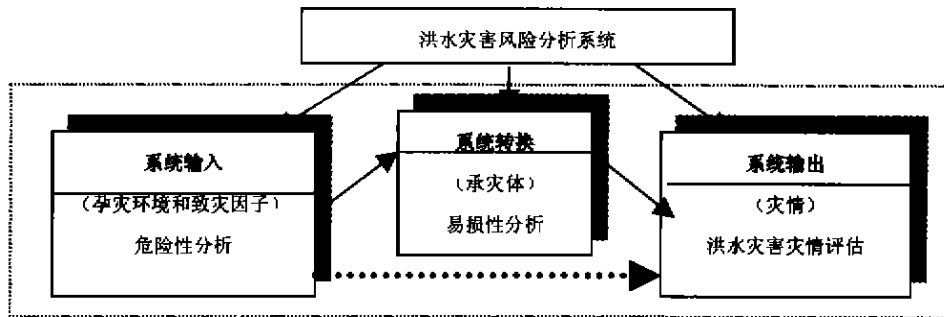 洪水灾害风险分析系统
系统输入
（孕灾环境和致灾因子）
危险性分析
系统转换
（承灾体）
易损性分析
系统输出
（灾情）
洪水灾害灾情评估